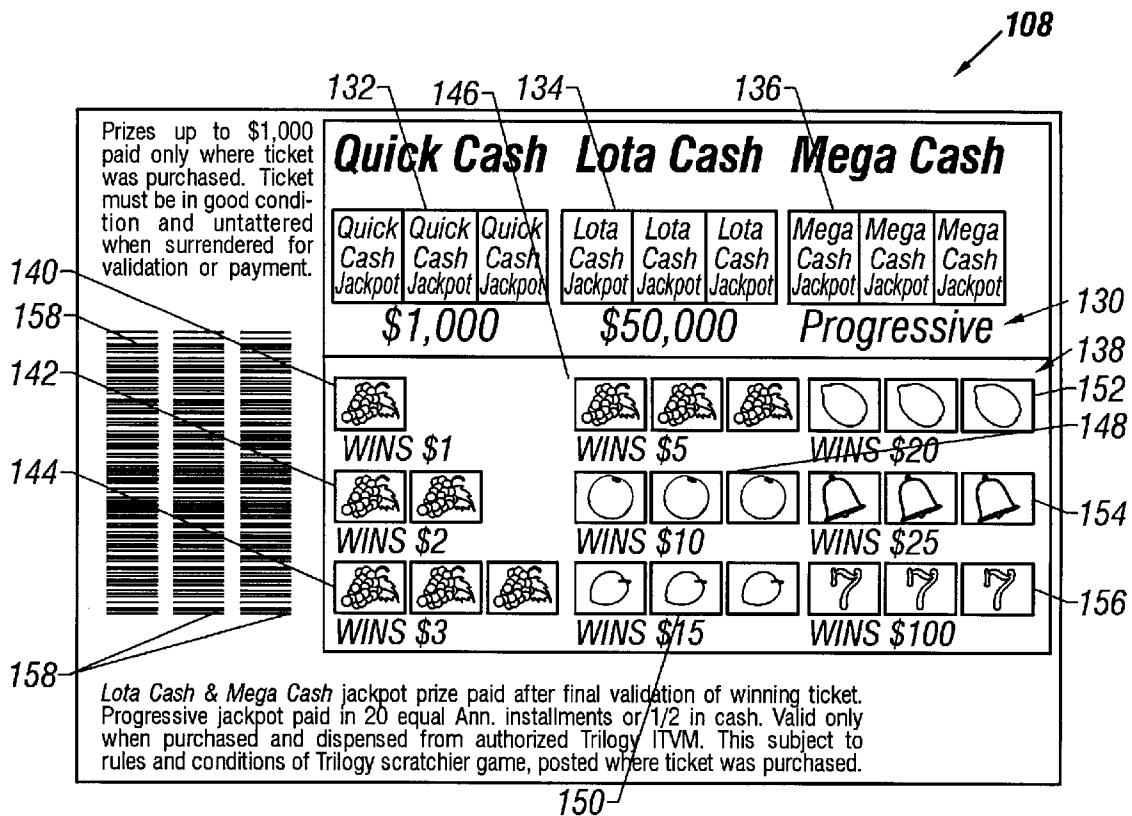 108
132 146 134 136
Prizes up to $1,000
paid only where ticket
was purchased. Ticket
must be in good condi-
tion and untattered
when surrendered for
validation or payment.
Quick Cash Lota Cash Mega Cash
Quick Quick Quick Lota Lota Lota Mega Mega Mega
Cash Cash Cash Cash Cash Cash Cash Cash Cash
Jackpot Jackpot Jackpot Jackpot Jackpot Jackpot Jackpot Jackpot Jackpot
$1,000 $50,000 Progressive
140
158
142
144
158
130
138
152
148
154
156
WINS $1 WINS $5 WINS $20
WINS $2 WINS $10 WINS $25
7 7 7
WINS $3 WINS $15 WINS $100
Lota Cash & Mega Cash jackpot prize paid after final validation of winning ticket.
Progressive jackpot paid in 20 equal Ann. installments or 1/2 in cash. Valid only
when purchased and dispensed from authorized Trilogy ITVM. This subject to
rules and conditions of Trilogy scratchier game, posted where ticket was purchased.
150